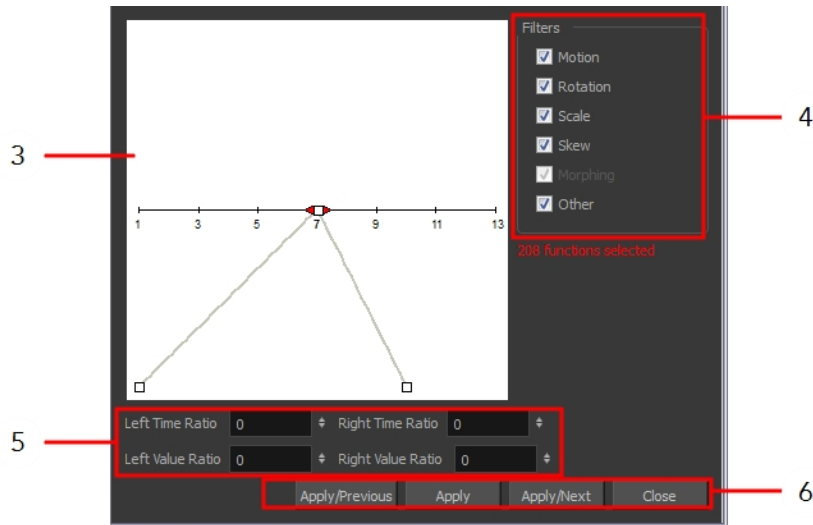 Filters
Motion
Rotation
3
4
Scale
Skew
Morphing
Other
1 3 5 7 9 11 13
208 functions selected
Left Time Ratio 0 Right Time Ratio 0
5
Left Value Ratio 0 Right Value Ratio 0
Apply/Previous Apply Apply/Next Close
6